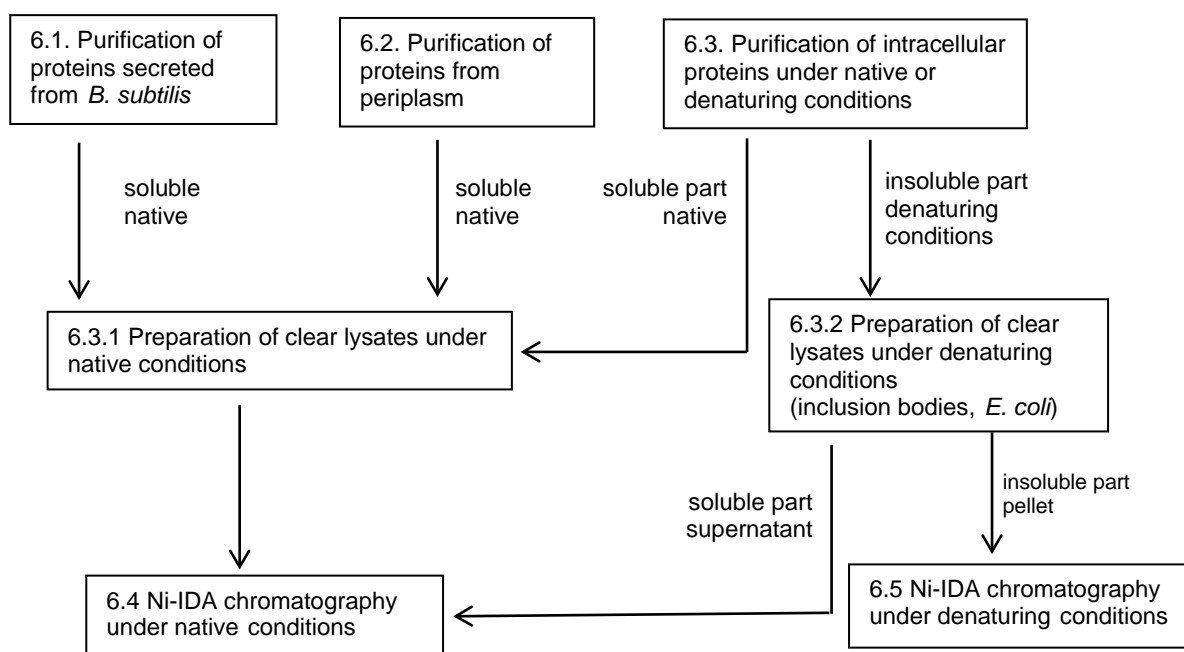 6.1. Purification of
proteins secreted
from B. subtilis
6.2. Purification of
proteins from
periplasm
6.3. Purification of intracellular
proteins under native or
denaturing conditions
soluble
native
soluble
native
soluble part
native
insoluble part
denaturing
conditions
6.3.1 Preparation of clear lysates under
native conditions
6.3.2 Preparation of clear
lysates under denaturing
conditions
(inclusion bodies, E. coli)
soluble part
supernatant
insoluble part
pellet
6.4 Ni-IDA chromatography
under native conditions
6.5 Ni-IDA chromatography
under denaturing conditions